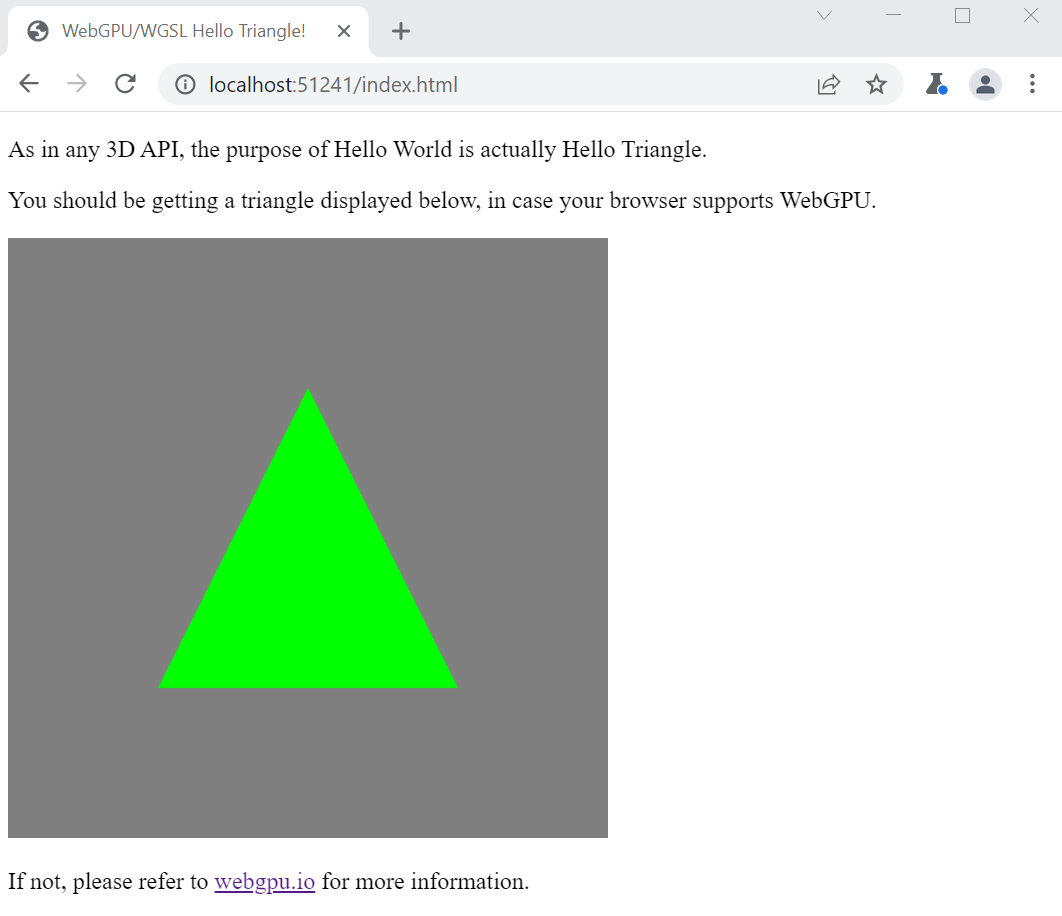 WebGPU/WGSL Hello Triangle!
localhost:51241/index.html
As in any 3D API, the purpose of Hello World is actually Hello Triangle.
You should be getting a triangle displayed below, in case your browser supports WebGPU.
If not, please refer to webgpu.io for more information.